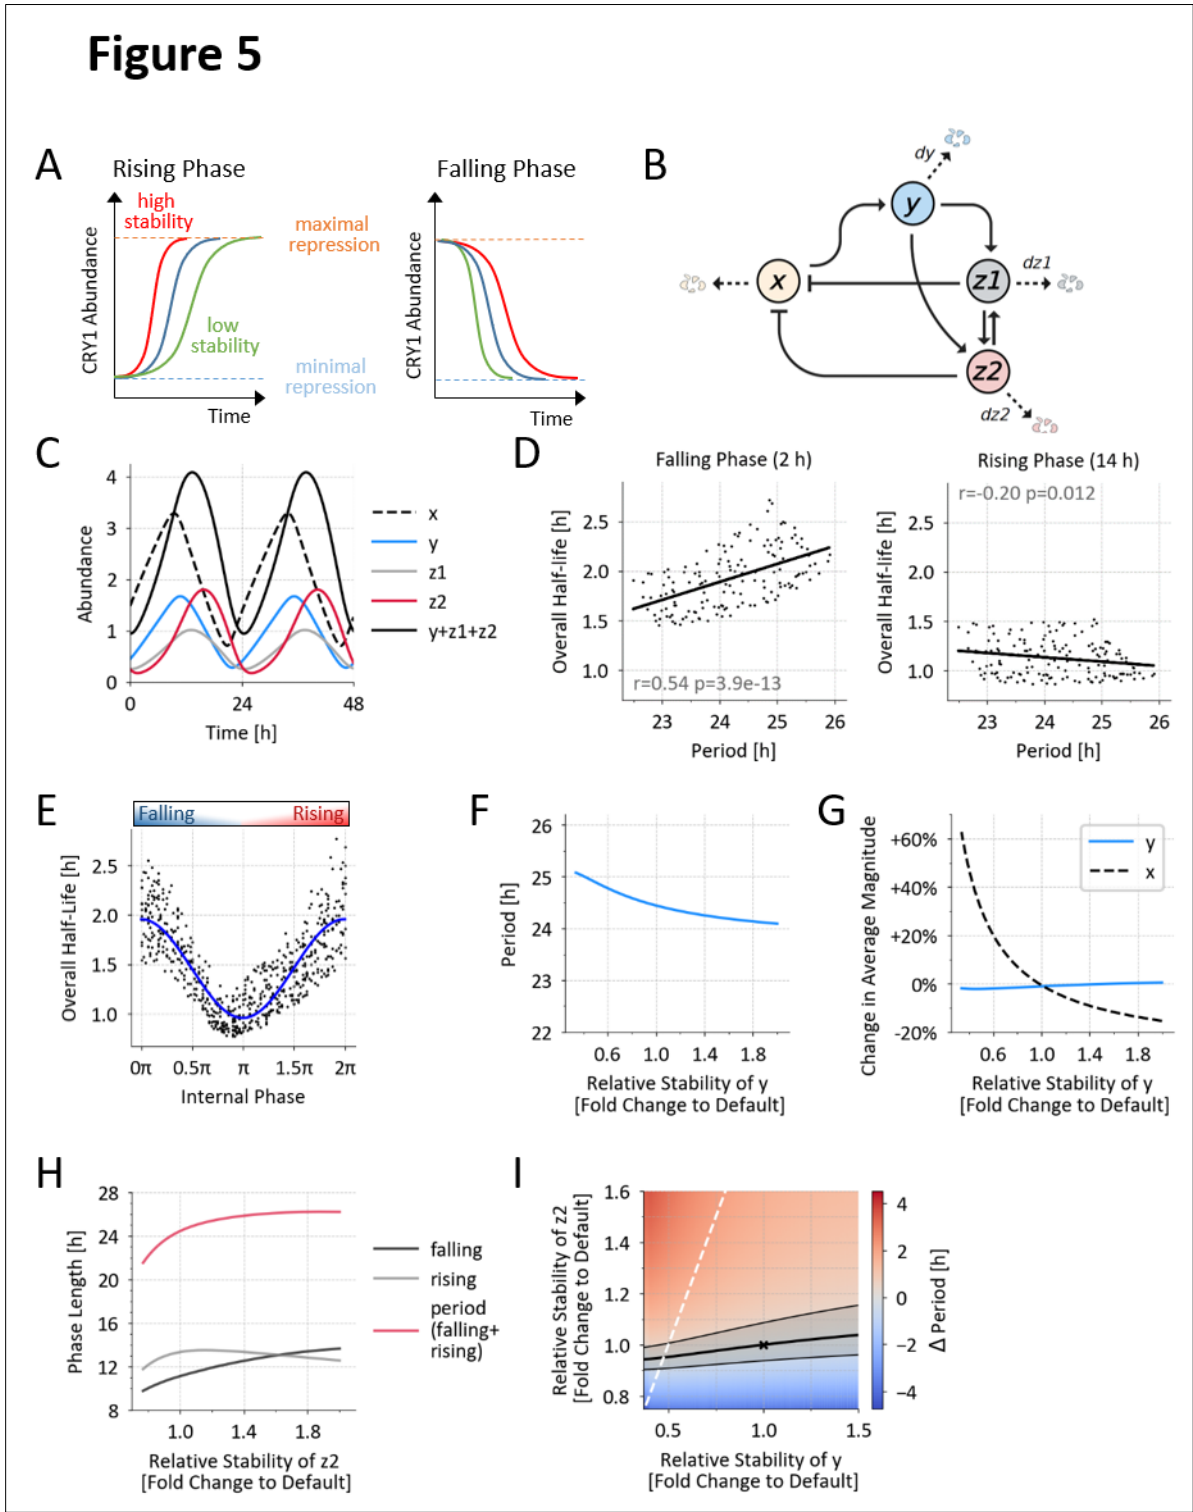 Figure 5
A
Rising Phase
Falling Phase
high
stability
low
stability
maximal
repression
minimal
repression
CRY1 Abundance
Time
CRY1 Abundance
Time
B
dy
y
x
z1
dz1
z2
dz2
C
4
3
2
1
0
0
24
48
Abundance
Time [h]
x
y
z1
z2
y+z1+z2
D
Falling Phase (2 h)
Overall Half-life [h]
2.5
2.0
1.5
1.0
r=0.54 p=3.9e-13
23
24
25
26
Period [h]
Rising Phase (14 h)
r=-0.20 p=0.012
Overall Half-life [h]
2.5
2.0
1.5
1.0
23
24
25
26
Period [h]
E
Falling
Rising
Overall Half-Life [h]
2.5
2.0
1.5
1.0
0π
0.5π
π
1.5π
2π
Internal Phase
F
Period [h]
26
25
24
23
22
0.6
1.0
1.4
1.8
Relative Stability of y
[Fold Change to Default]
G
Change in Average Magnitude
+60%
+40%
+20%
0%
-20%
y
x
0.6
1.0
1.4
1.8
Relative Stability of y
[Fold Change to Default]
H
Phase Length [h]
28
24
20
16
12
8
1.0
1.4
1.8
Relative Stability of z2
[Fold Change to Default]
falling
rising
period
(falling+
rising)
I
Relative Stability of z2
[Fold Change to Default]
1.6
1.4
1.2
1.0
0.8
0.5
1.0
1.5
Relative Stability of y
[Fold Change to Default]
4
2
0
−2
−4
Δ Period [h]